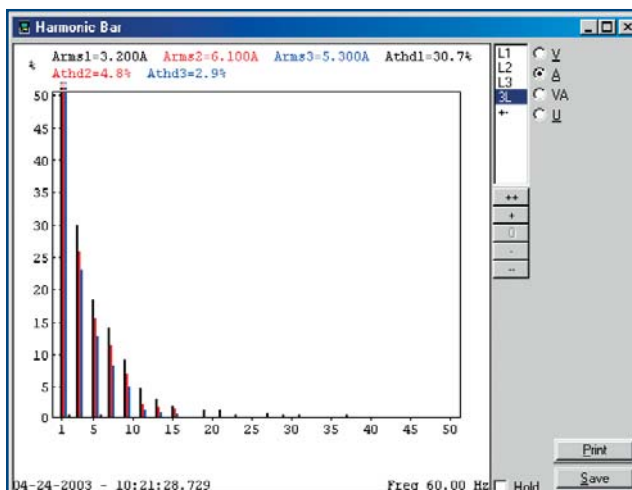 Harmonic Bar
Arms1=3.200A Arms2=6.100A Arms3=5.300A Athd1=30.7%
% Athd2=4.8% Athd3=2.9%
50
45
40
35
30
25
20
15
10
5
0
1 5 10 15 20 25 30 35 40 45 50
04-24-2003 - 10:21:28.729 Freq 60.00 Hz
L1
L2
L3
3L
+-
V
A
VA
U
++
+
0
-
--
Print
Hold Save